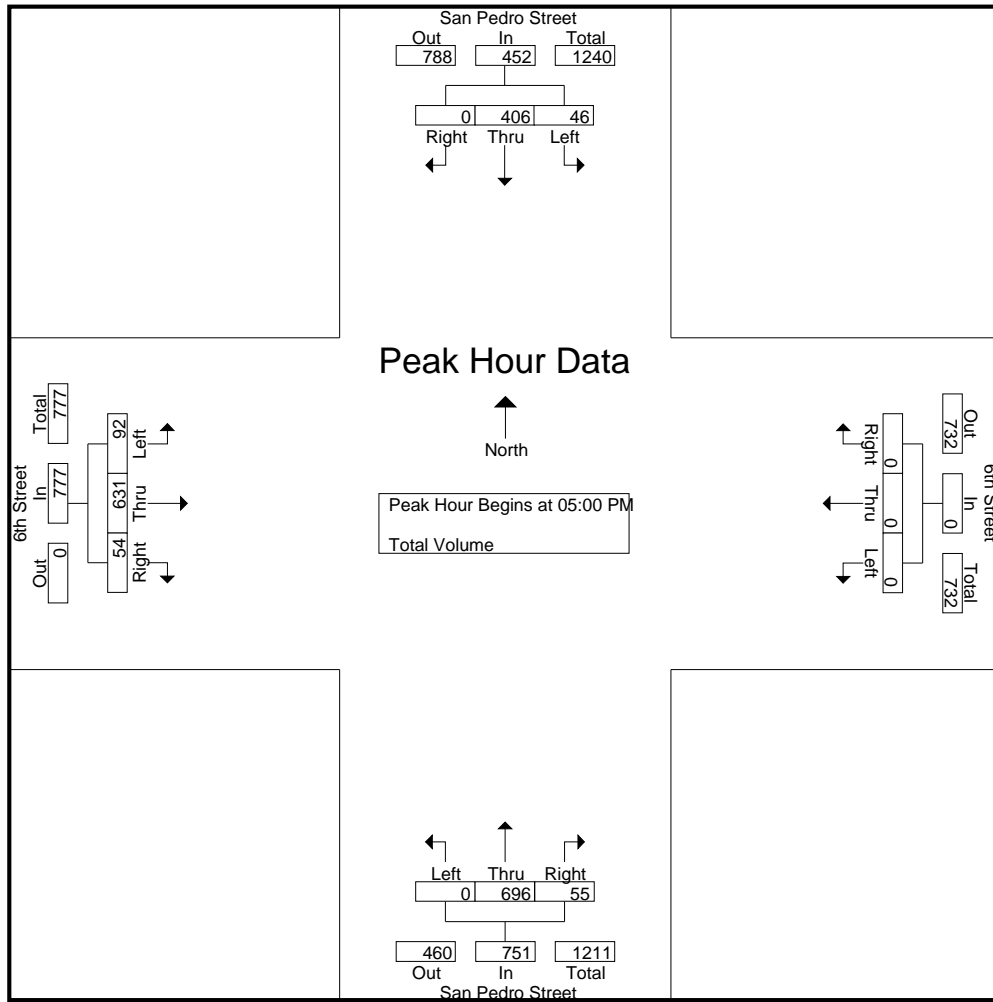 San Pedro Street
Out In Total
788 452 1240
0 406 46
Right Thru Left
Peak Hour Data
North
Peak Hour Begins at 05:00 PM
Total Volume
6th Street
Total In Out
777 777 0
92 631 54
Left Thru Right
6th Street
Out In Total
732 0 732
0 0 0
Right Thru Left
Left Thru Right
0 696 55
460 751 1211
Out In Total
San Pedro Street